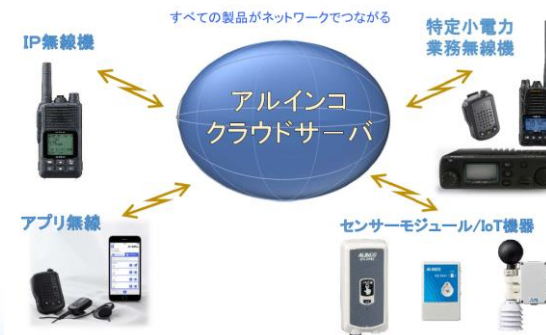 すべての製品がネットワークでつながる
IP無線機
特定小電力
業務無線機
アルインコ
クラウドサーバ
アプリ無線
センサーモジュール/IoT機器
ALINCO